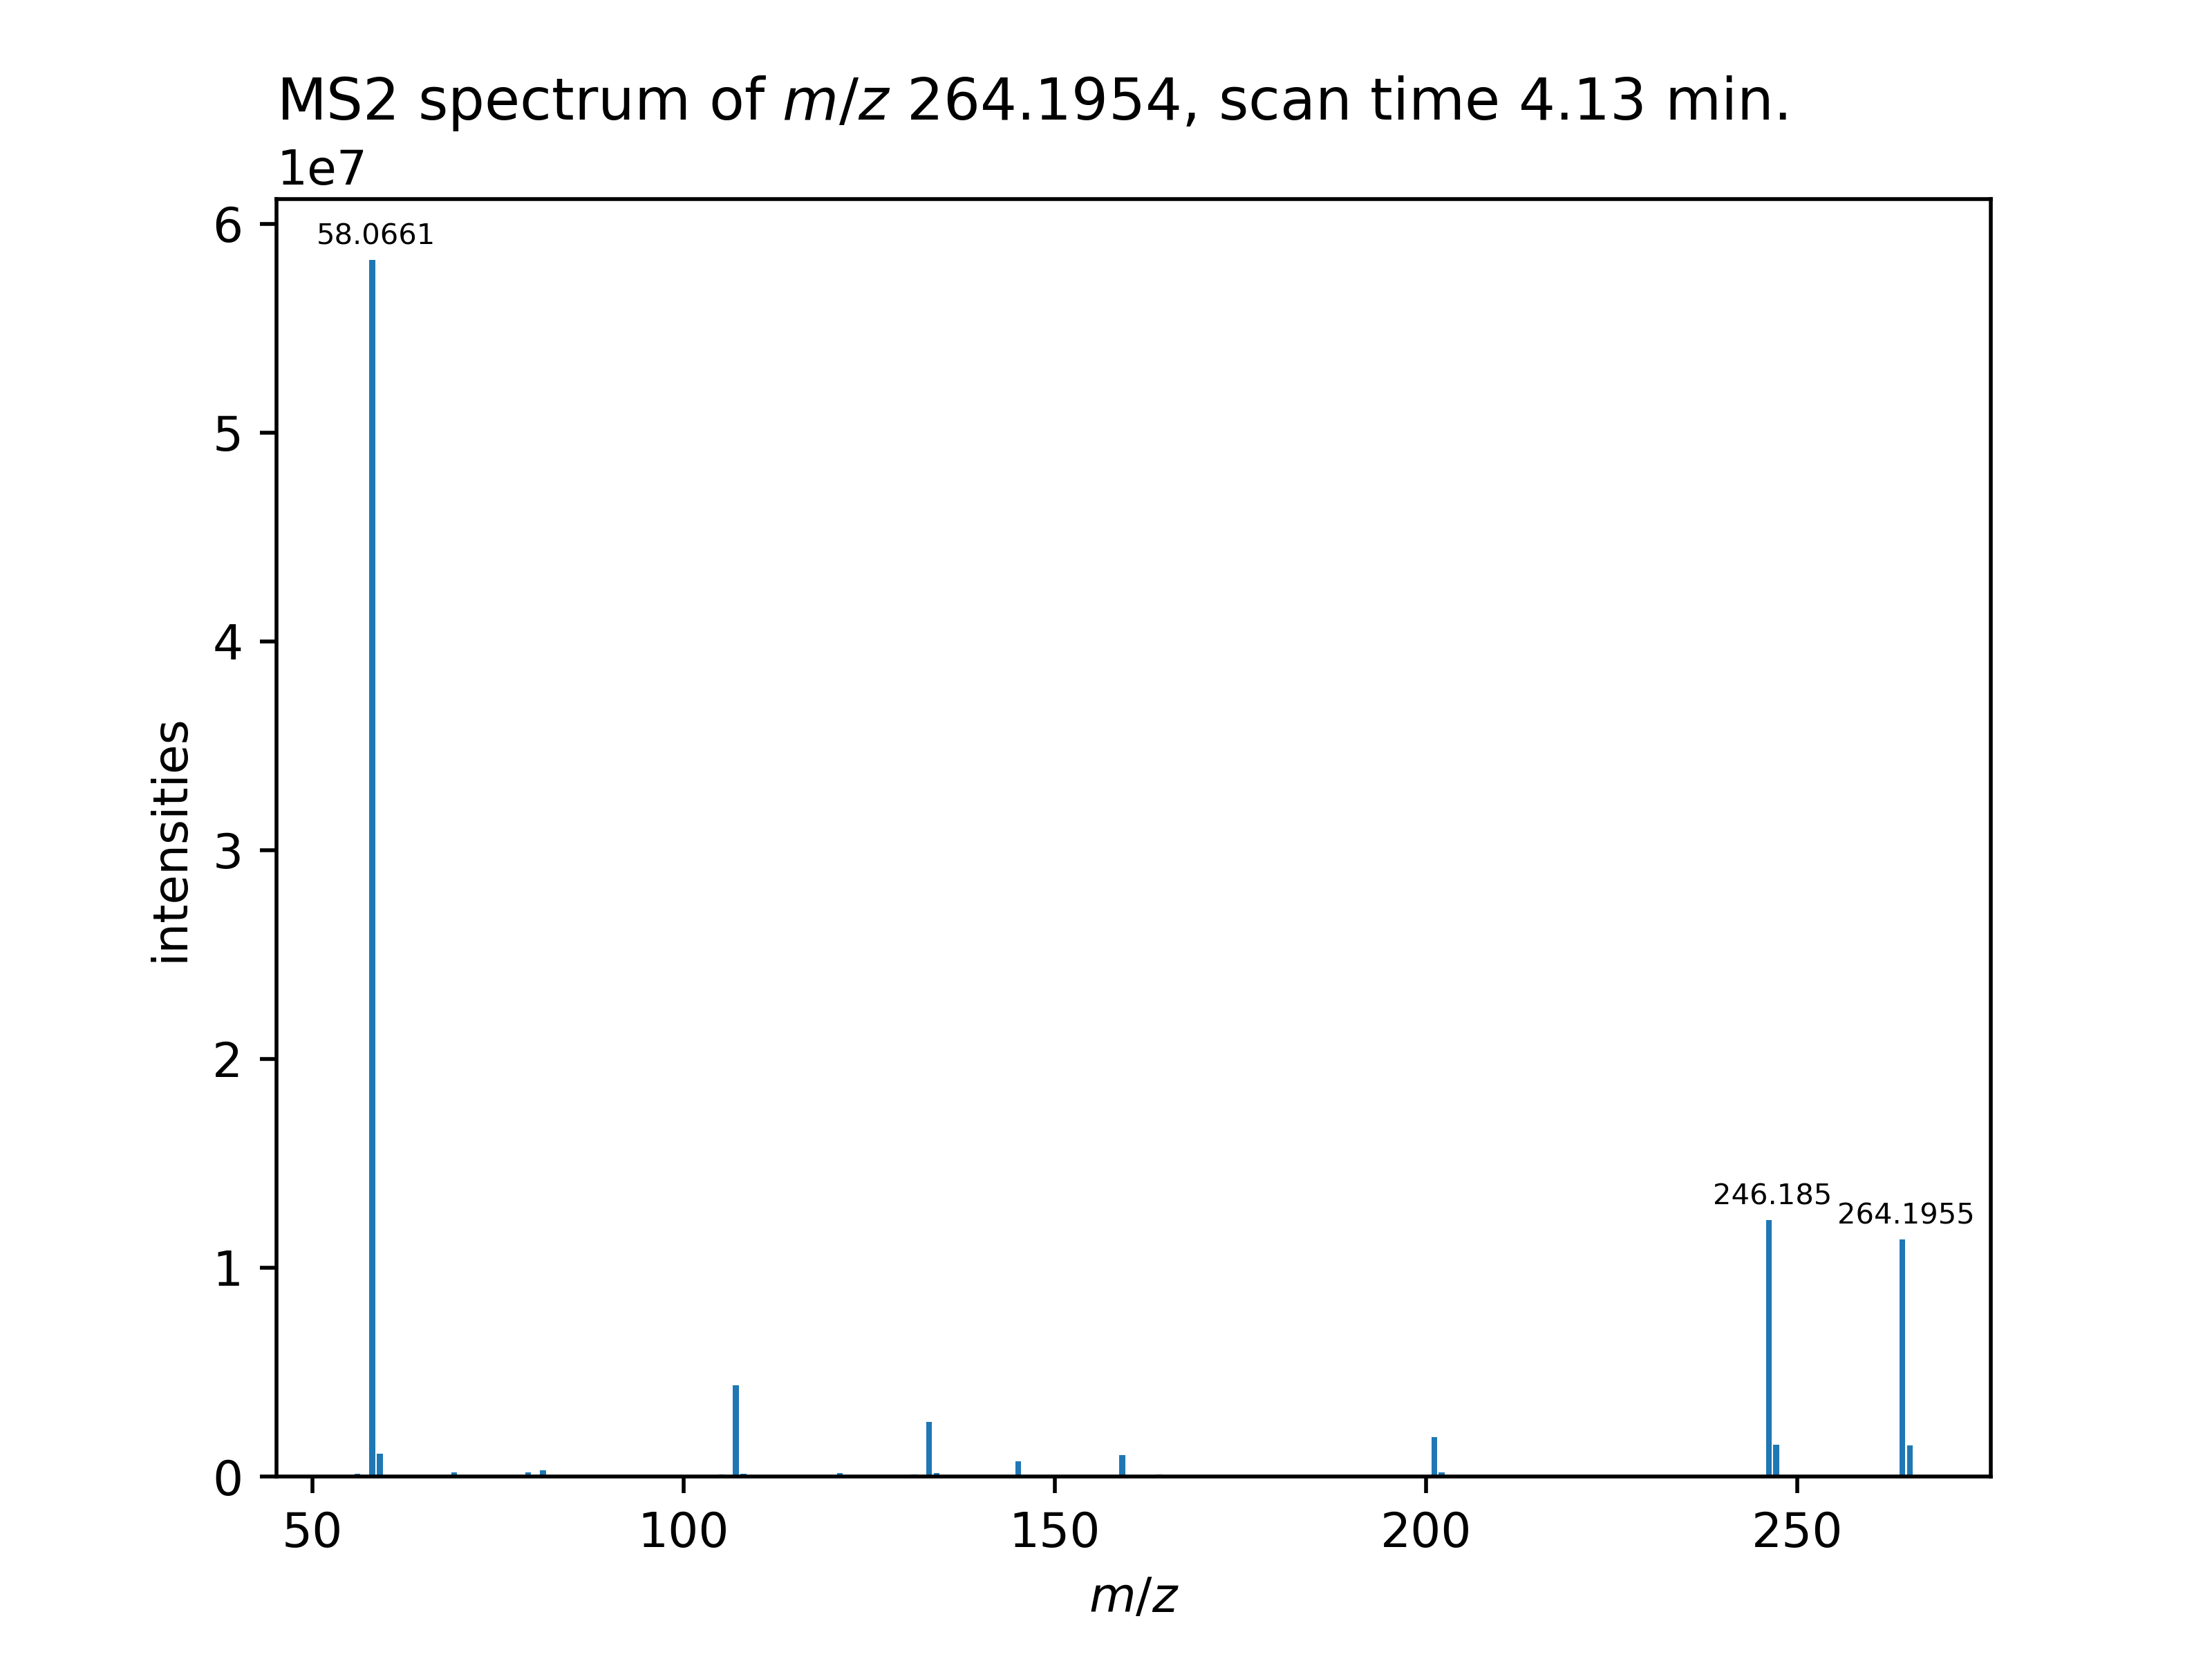 MS2 spectrum of m/z 264.1954, scan time 4.13 min.
1e7
6
58.0661
5
4
3
2
246.185
264.1955
1
0
intensities
50 100 150 200 250
m/z